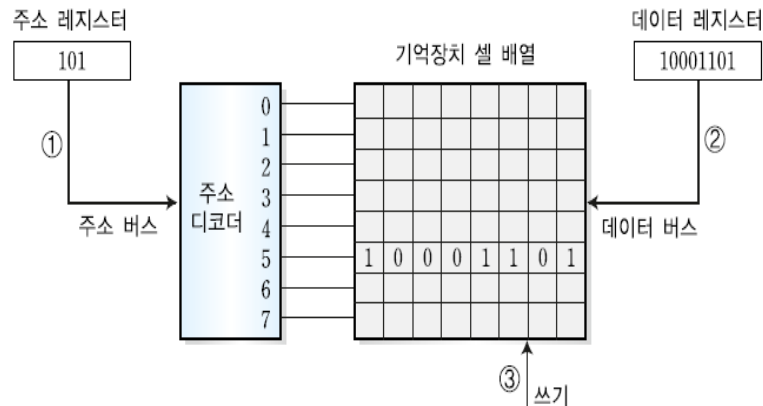 주소 레지스터
101
데이터 레지스터
10001101
기억장치 셀 배열
①
②
주소 버스
주소
디코더
0
1
2
3
4
5
6
7
1 0 0 0 1 1 0 1
데이터 버스
③
쓰기